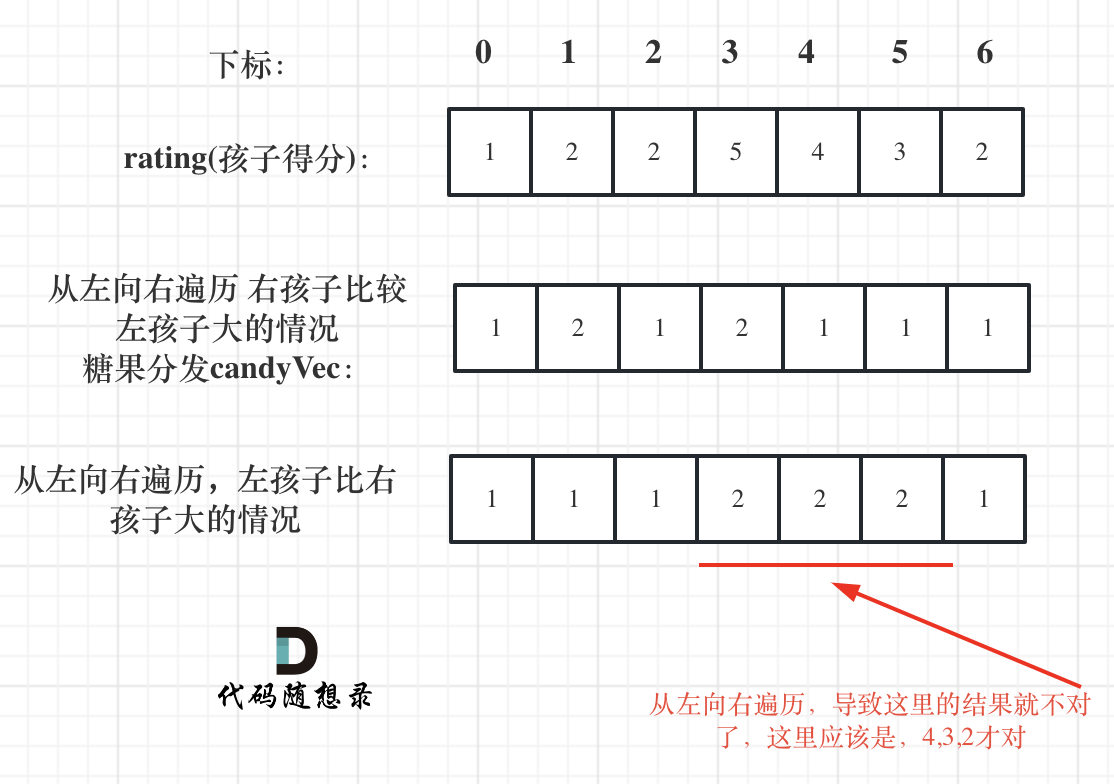 下标： 0 1 2 3 4 5 6
rating(孩子得分)： 1 2 2 5 4 3 2
从左向右遍历 右孩子比较
左孩子大的情况
糖果分发candyVec： 1 2 1 2 1 1 1
从左向右遍历，左孩子比右
孩子大的情况
1 1 1 2 2 2 1
代码随想录
从左向右遍历，导致这里的结果就不对
了，这里应该是，4,3,2才对